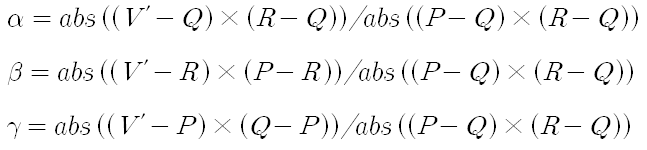 α = abs (( V′ − Q) × (R − Q)) / abs ((P − Q) × (R − Q))
β = abs (( V′ − R) × (P − R)) / abs ((P − Q) × (R − Q))
γ = abs (( V′ − P) × (Q − P)) / abs ((P − Q) × (R − Q))